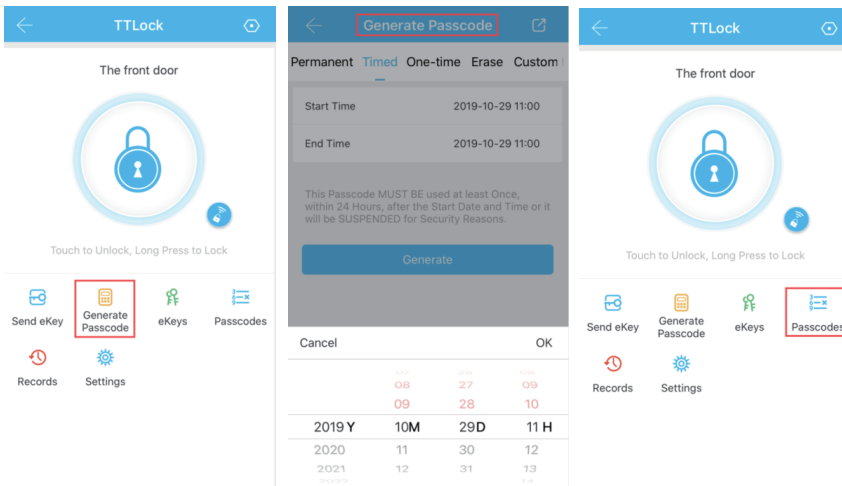 TTLock
The front door
Touch to Unlock, Long Press to Lock
Send eKey
Generate
Passcode
eKeys
Passcodes
Records
Settings
Generate Passcode
Permanent Timed One-time Erase Custom
Start Time 2019-10-29 11:00
End Time 2019-10-29 11:00
This Passcode MUST BE used at least Once,
within 24 Hours, after the Start Date and Time or it
will be SUSPENDED for Security Reasons.
Generate
Cancel OK
08 27 09
09 28 10
2019 Y 10M 29D 11 H
2020 11 30 12
2021 12 31 13
TTLock
The front door
Touch to Unlock, Long Press to Lock
Send eKey
Generate
Passcode
eKeys
Passcodes
Records
Settings